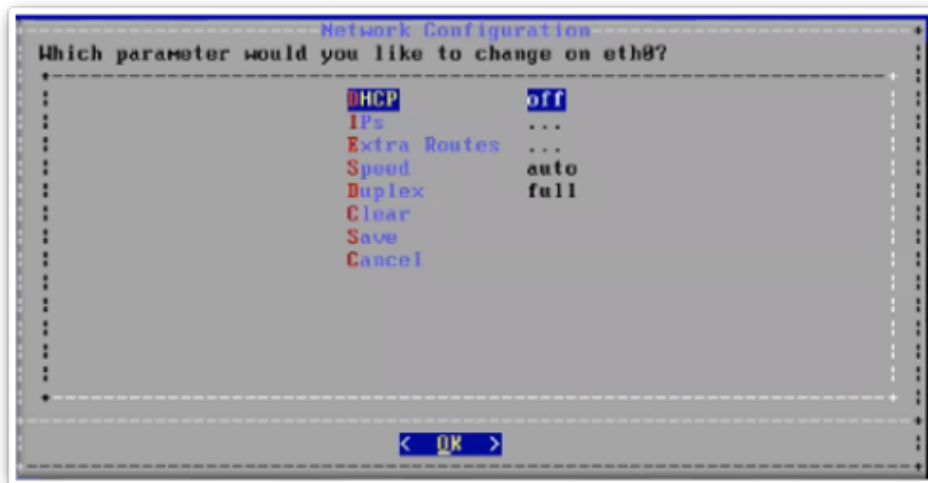 Network Configuration
Which parameter would you like to change on eth0?
DHCP off
IPs ...
Extra Routes ...
Speed auto
Duplex full
Clear
Save
Cancel
< OK >